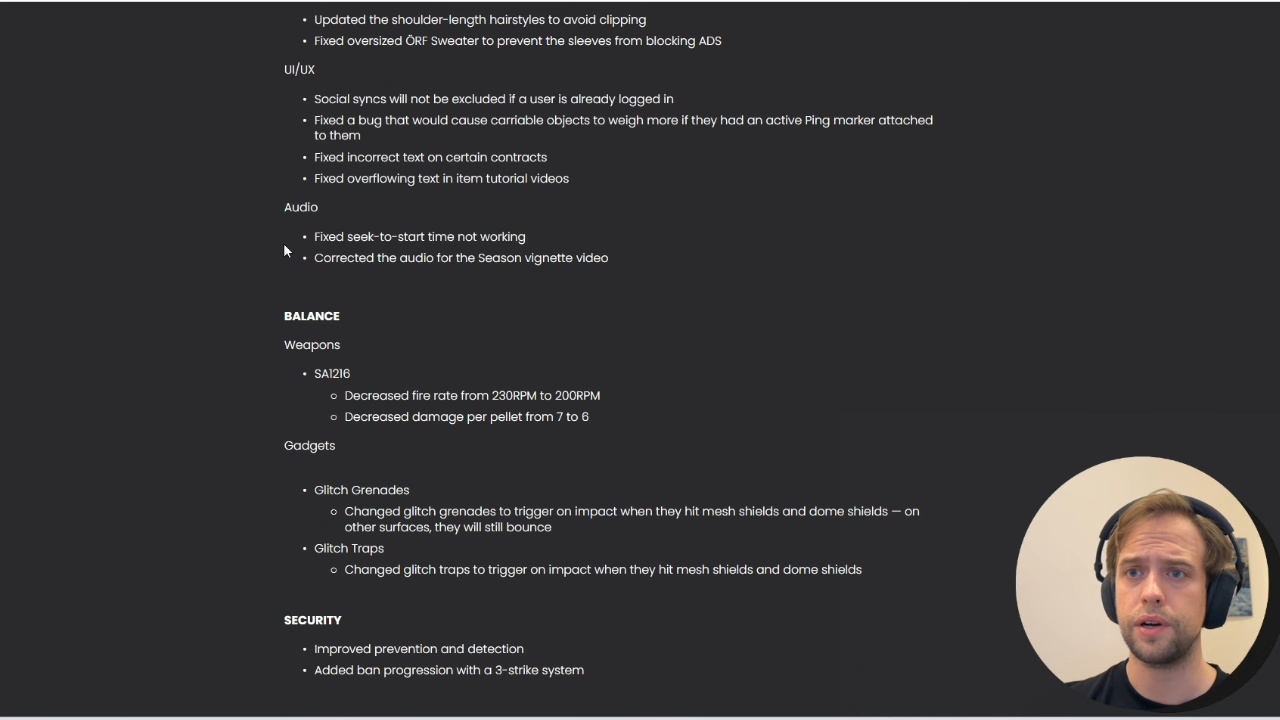 • Updated the shoulder-length hairstyles to avoid clipping
• Fixed oversized ÖRF Sweater to prevent the sleeves from blocking ADS
UI/UX
• Social syncs will not be excluded if a user is already logged in
• Fixed a bug that would cause carriable objects to weigh more if they had an active Ping marker attached
to them
• Fixed incorrect text on certain contracts
• Fixed overflowing text in item tutorial videos
Audio
• Fixed seek-to-start time not working
• Corrected the audio for the Season vignette video
BALANCE
Weapons
• SA1216
○ Decreased fire rate from 230RPM to 200RPM
○ Decreased damage per pellet from 7 to 6
Gadgets
• Glitch Grenades
○ Changed glitch grenades to trigger on impact when they hit mesh shields and dome shields — on
other surfaces, they will still bounce
• Glitch Traps
○ Changed glitch traps to trigger on impact when they hit mesh shields and dome shields
SECURITY
• Improved prevention and detection
• Added ban progression with a 3-strike system